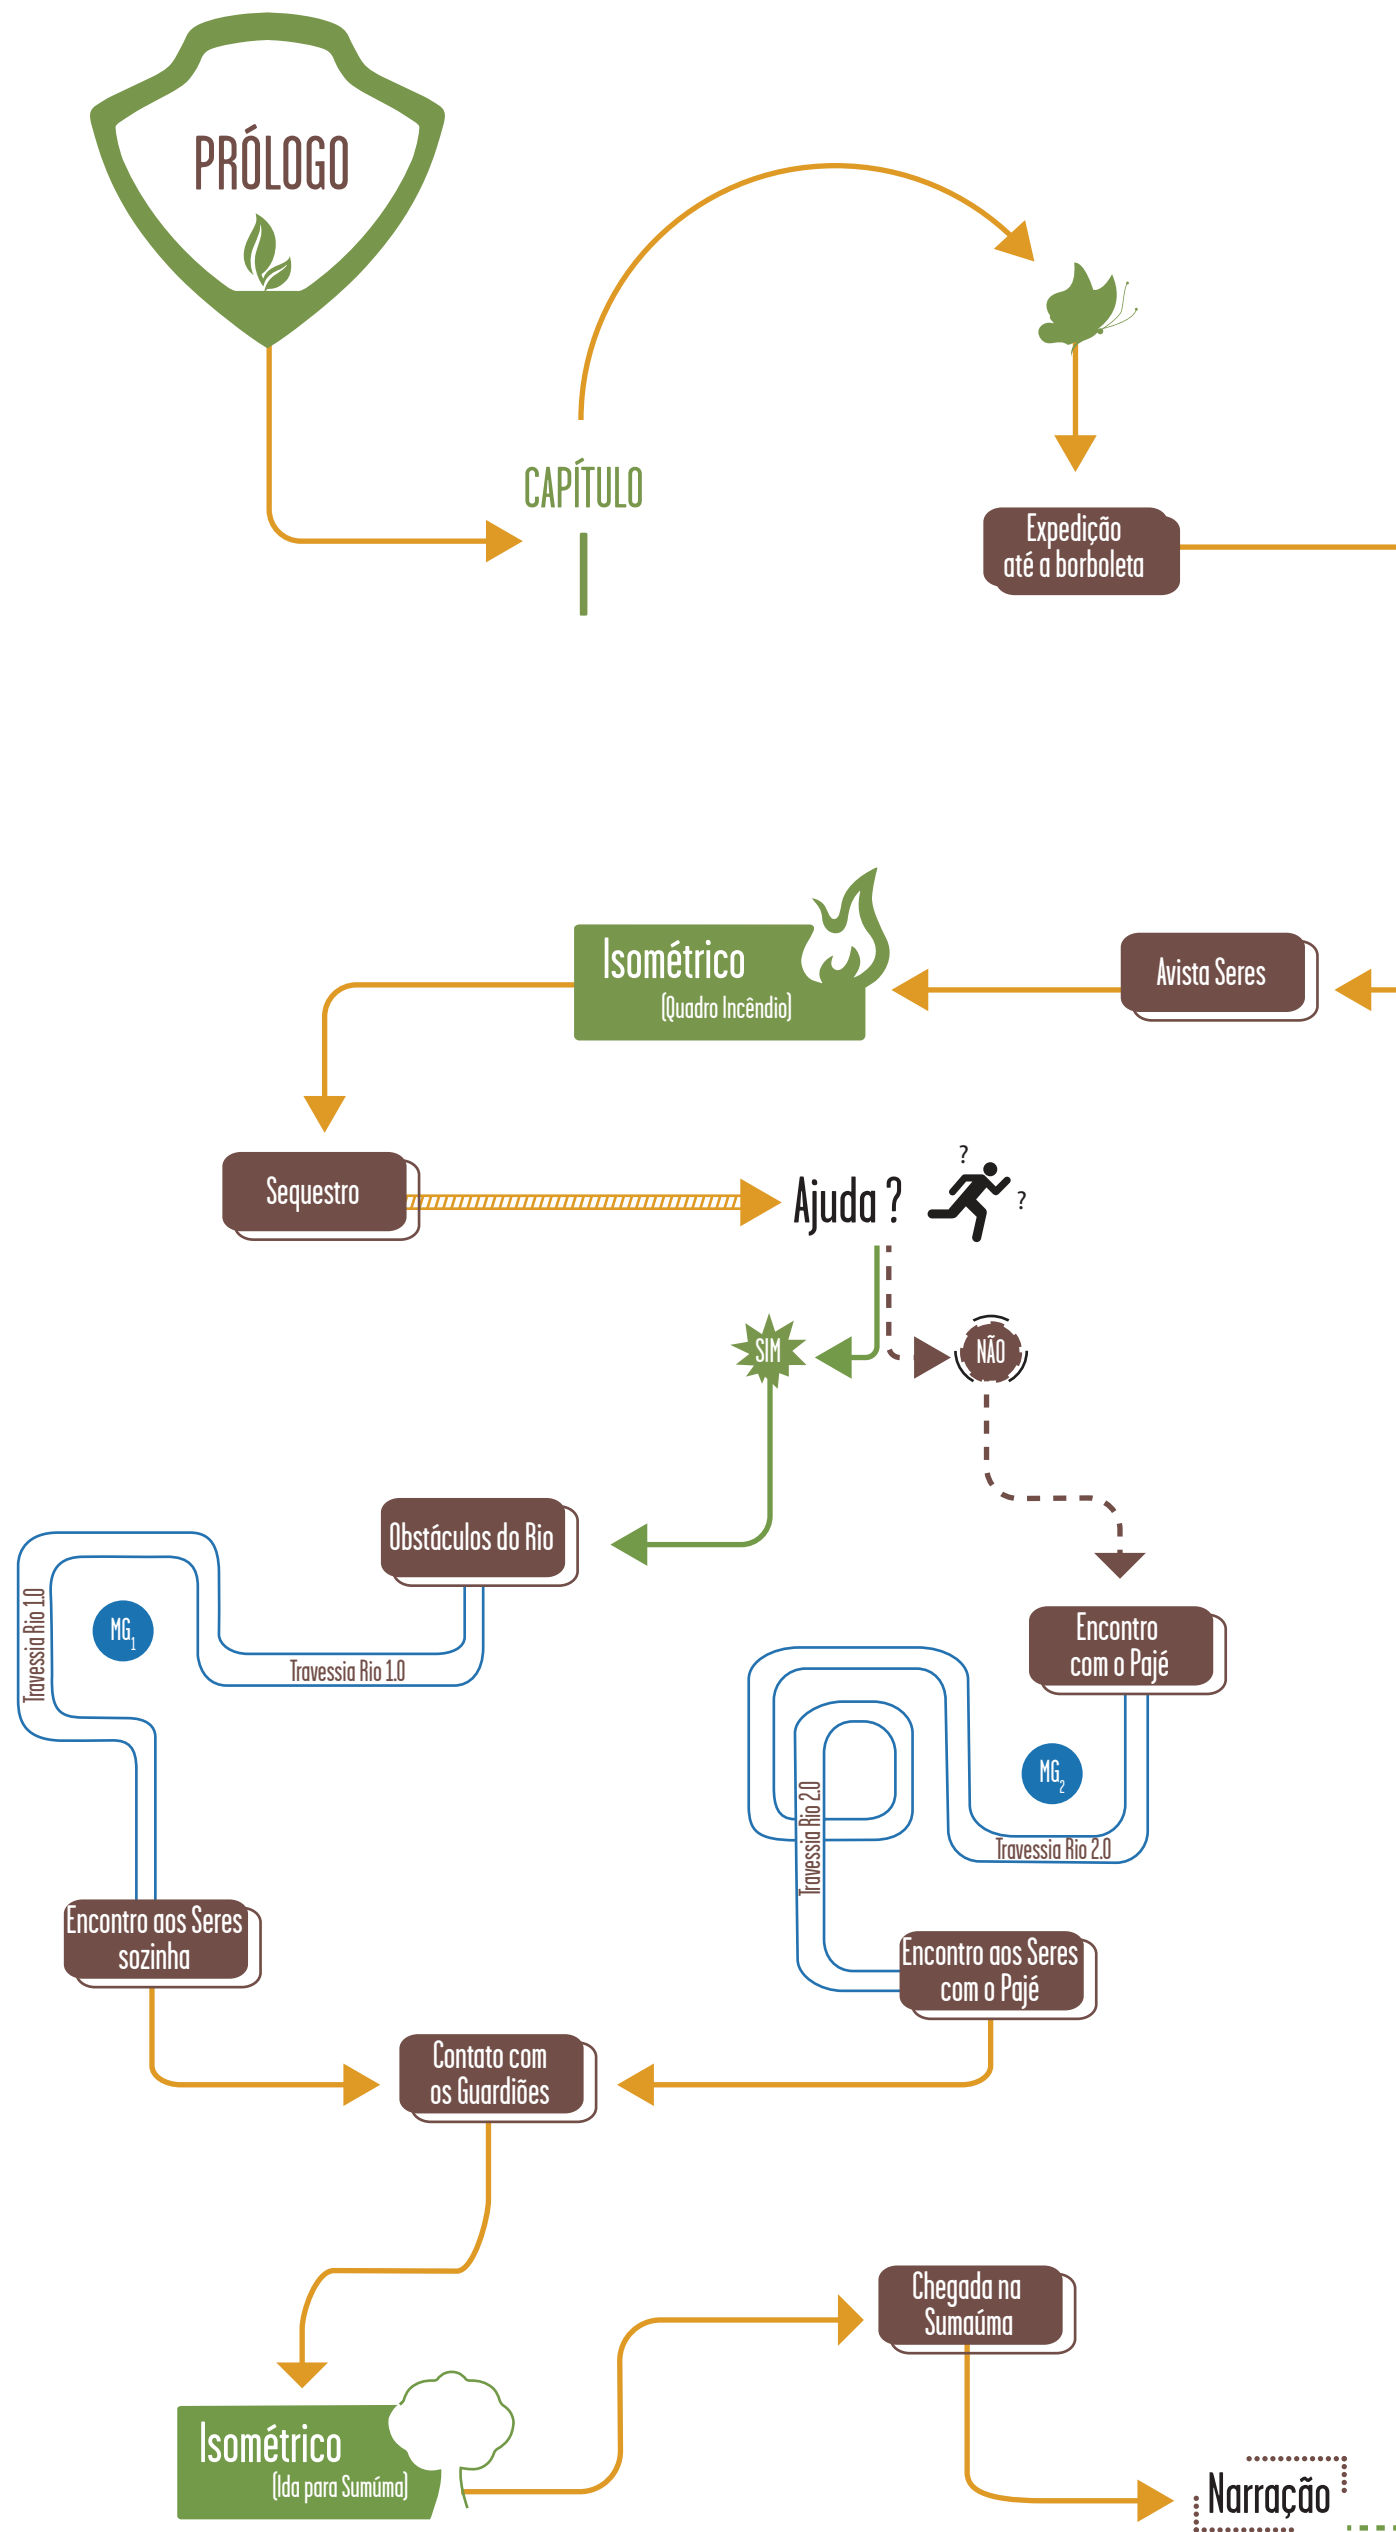 PRÓLOGO
CAPÍTULO
I
Expedição
até a borboleta
Isométrico
(Quadro Incêndio)
Avista Seres
Sequestro
Ajuda ?
?
?
SIM
NÃO
Obstáculos do Rio
Travessia Rio 1.0
MG1
Travessia Rio 1.0
Encontro
com o Pajé
MG2
Travessia Rio 2.0
Travessia Rio 2.0
Encontro aos Seres
sozinha
Encontro aos Seres
com o Pajé
Contato com
os Guardiões
Chegada na
Sumaúma
Isométrico
(Ida para Sumúma)
Narração